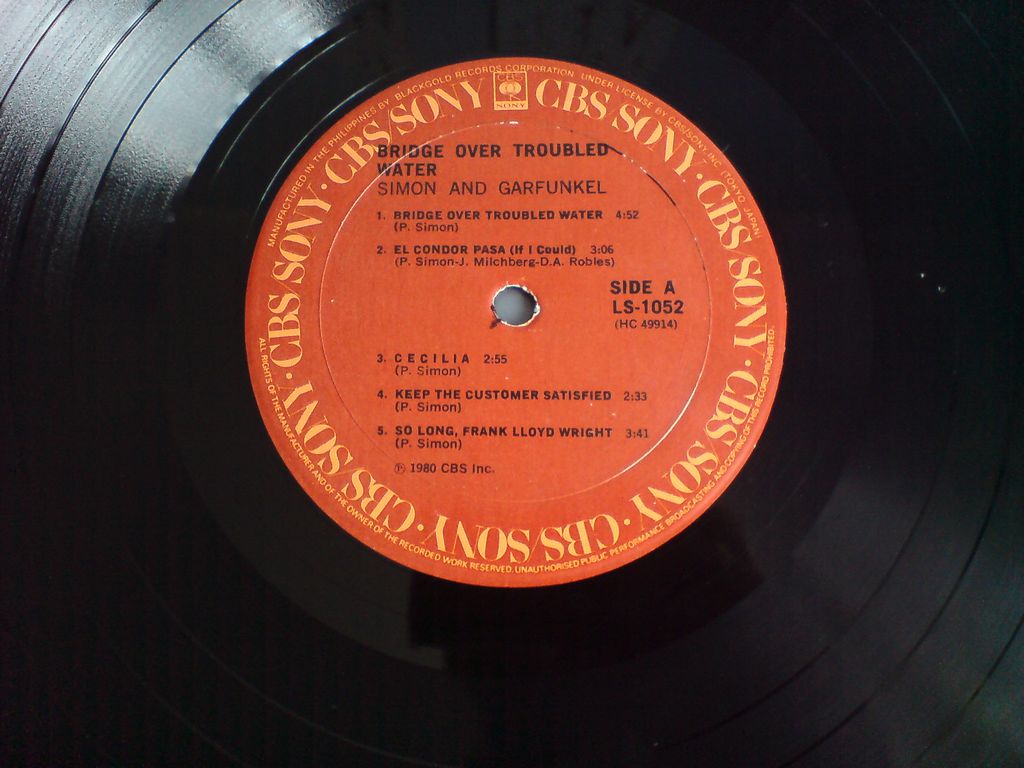 MANUFACTURED IN THE PHILIPPINES BY BLACKGOLD RECORDS CORPORATION UNDER LICENSE BY CBS/SONY INC. (TOKYO, JAPAN)
CBS/SONY CBS SONY · CBS SONY · CBS/SONY · CBS/SONY · CBS/SONY · CBS/SONY · CBS/SONY ·
CBS
SONY
BRIDGE OVER TROUBLED
WATER
SIMON AND GARFUNKEL
1. BRIDGE OVER TROUBLED WATER 4:52
(P. Simon)
2. EL CONDOR PASA (If I Could) 3:06
(P. Simon-J. Milchberg-D.A. Robles)
SIDE A
LS-1052
(HC 49914)
3. CECILIA 2:55
(P. Simon)
4. KEEP THE CUSTOMER SATISFIED 2:33
(P. Simon)
5. SO LONG, FRANK LLOYD WRIGHT 3:41
(P. Simon)
℗ 1980 CBS Inc.
ALL RIGHTS OF THE MANUFACTURER AND OF THE OWNER OF THE RECORDED WORK RESERVED. UNAUTHORISED PUBLIC PERFORMANCE BROADCASTING AND COPYING OF THIS RECORD PROHIBITED.